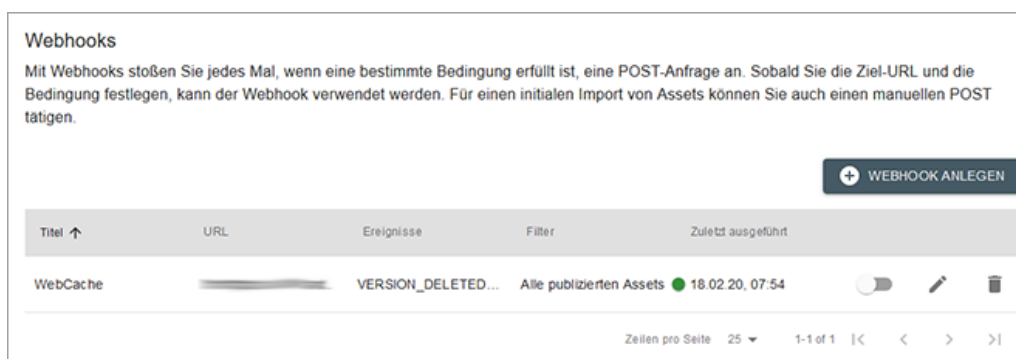 Webhooks
Mit Webhooks stoßen Sie jedes Mal, wenn eine bestimmte Bedingung erfüllt ist, eine POST-Anfrage an. Sobald Sie die Ziel-URL und die
Bedingung festlegen, kann der Webhook verwendet werden. Für einen initialen Import von Assets können Sie auch einen manuellen POST
tätigen.
WEBHOOK ANLEGEN
Titel URL Ereignisse Filter Zuletzt ausgeführt
WebCache VERSION_DELETED... Alle publizierten Assets 18.02.20, 07:54
Zeilen pro Seite 25 1-1 of 1